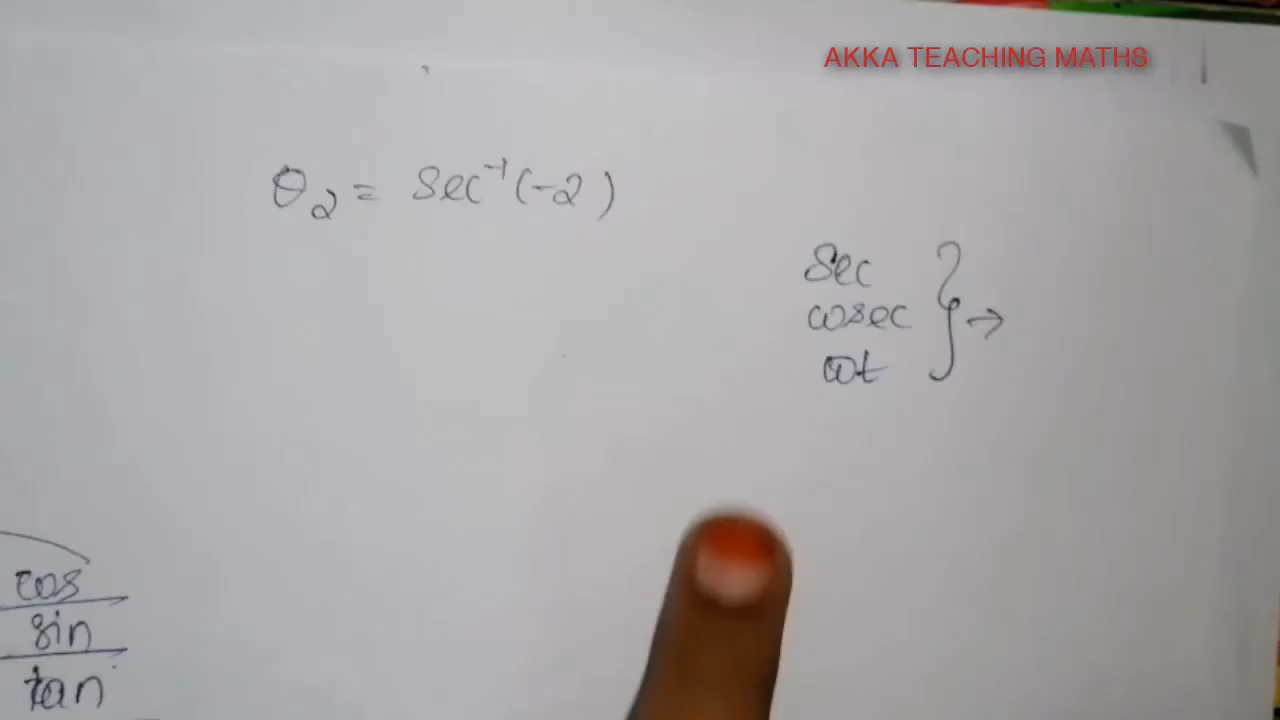 AKKA TEACHING MATHS
θ₂ = Sec⁻¹(-2)
Sec
cosec
cot
} →
cos
sin
tan